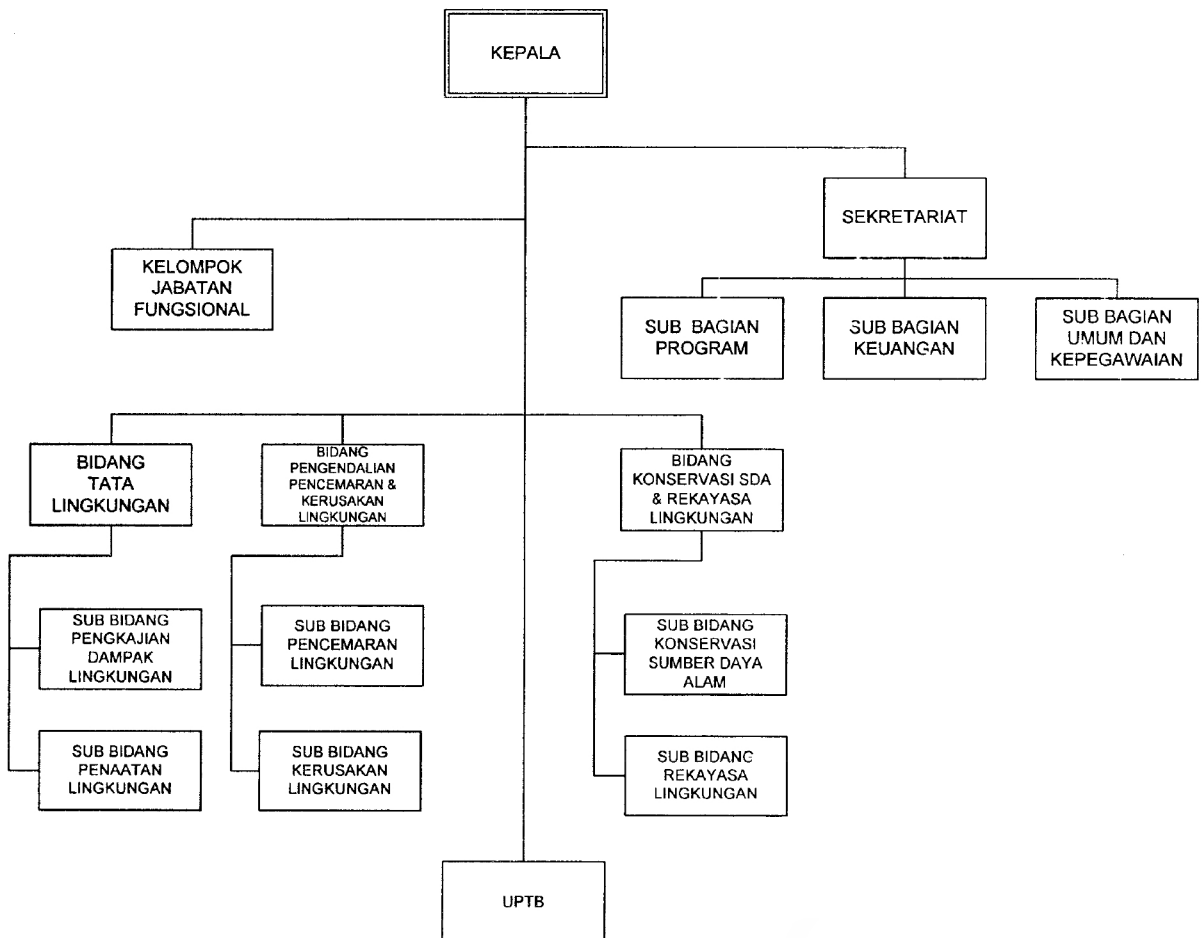 KEPALA
SEKRETARIAT
KELOMPOK
JABATAN
FUNGSIONAL
SUB BAGIAN
PROGRAM
SUB BAGIAN
KEUANGAN
SUB BAGIAN
UMUM DAN
KEPEGAWAIAN
BIDANG
TATA
LINGKUNGAN
BIDANG
PENGENDALIAN
PENCEMARAN &
KERUSAKAN
LINGKUNGAN
BIDANG
KONSERVASI SDA
& REKAYASA
LINGKUNGAN
SUB BIDANG
PENGKAJIAN
DAMPAK
LINGKUNGAN
SUB BIDANG
PENCEMARAN
LINGKUNGAN
SUB BIDANG
KONSERVASI
SUMBER DAYA
ALAM
SUB BIDANG
PENAATAN
LINGKUNGAN
SUB BIDANG
KERUSAKAN
LINGKUNGAN
SUB BIDANG
REKAYASA
LINGKUNGAN
UPTB